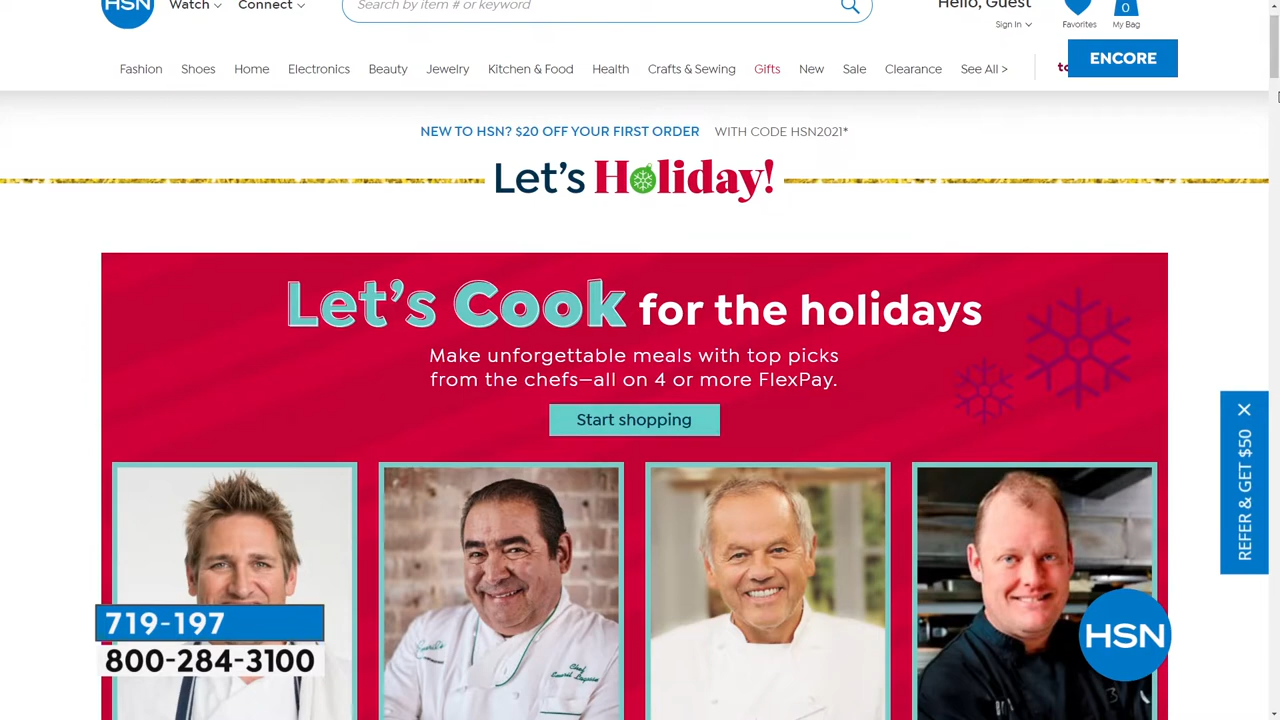 HSN
Watch
Connect
Search by item # or keyword
Hello, Guest
Sign In
Favorites
0
My Bag
Fashion Shoes Home Electronics Beauty Jewelry Kitchen & Food Health Crafts & Sewing Gifts New Sale Clearance See All >
ENCORE
NEW TO HSN? $20 OFF YOUR FIRST ORDER WITH CODE HSN2021*
Let's Holiday!
Let's Cook for the holidays
Make unforgettable meals with top picks
from the chefs—all on 4 or more FlexPay.
Start shopping
REFER & GET $50
Chef
Emeril Lagasse
719-197
800-284-3100
HSN